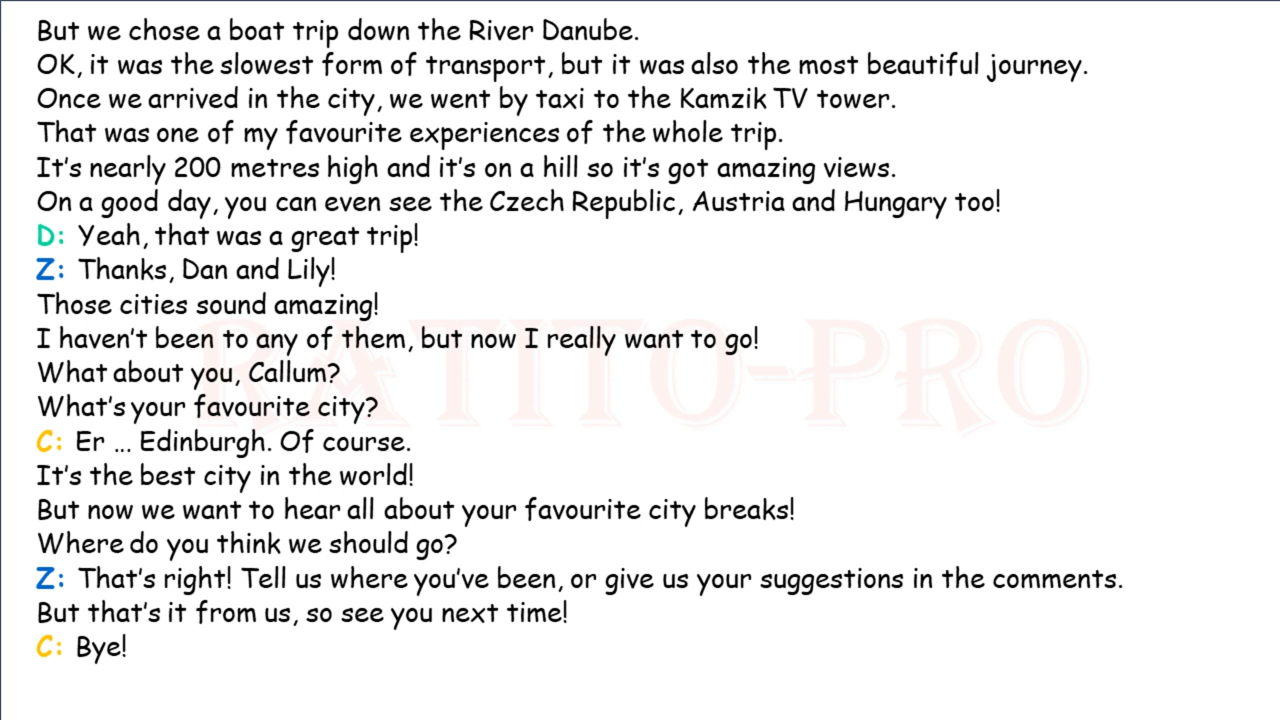 But we chose a boat trip down the River Danube.
OK, it was the slowest form of transport, but it was also the most beautiful journey.
Once we arrived in the city, we went by taxi to the Kamzik TV tower.
That was one of my favourite experiences of the whole trip.
It's nearly 200 metres high and it's on a hill so it's got amazing views.
On a good day, you can even see the Czech Republic, Austria and Hungary too!
D: Yeah, that was a great trip!
Z: Thanks, Dan and Lily!
Those cities sound amazing!
I haven't been to any of them, but now I really want to go!
What about you, Callum?
What's your favourite city?
RATITO-PRO
C: Er ... Edinburgh. Of course.
It's the best city in the world!
But now we want to hear all about your favourite city breaks!
Where do you think we should go?
Z: That's right! Tell us where you've been, or give us your suggestions in the comments.
But that's it from us, so see you next time!
C: Bye!